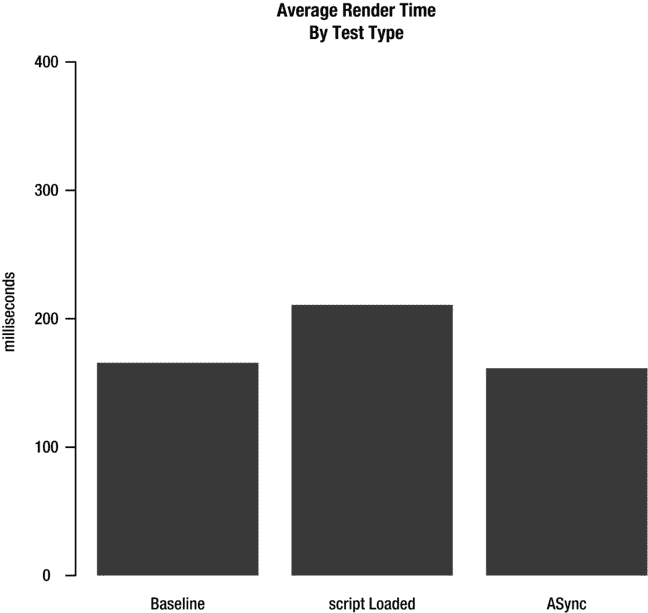 Average Render Time
By Test Type
400
300
200
100
0
milliseconds
Baseline
script Loaded
ASync